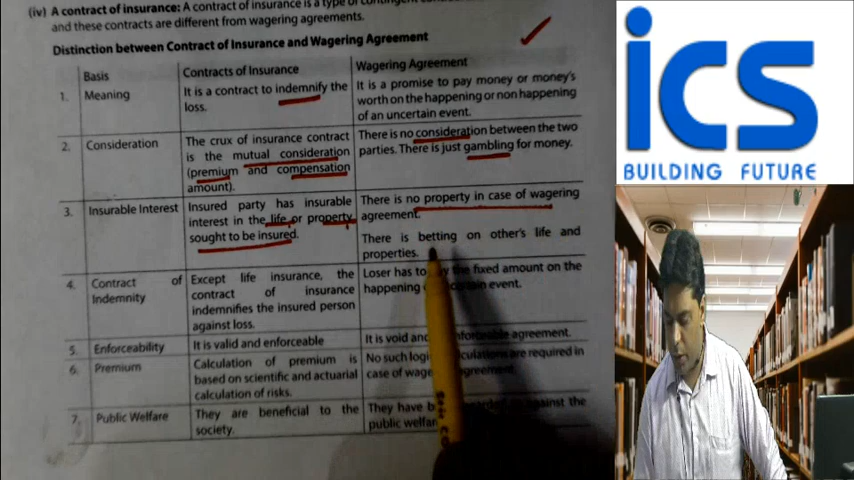 (iv) A contract of insurance: A contract of insurance is a type of contingent
and these contracts are different from wagering agreements.
Distinction between Contract of Insurance and Wagering Agreement
Basis Contracts of Insurance Wagering Agreement
1. Meaning It is a contract to indemnify the loss. It is a promise to pay money or money's worth on the happening or non happening of an uncertain event.
2. Consideration The crux of insurance contract is the mutual consideration (premium and compensation amount). There is no consideration between the two parties. There is just gambling for money.
3. Insurable Interest Insured party has insurable interest in the life or property sought to be insured. There is no property in case of wagering agreement.
There is betting on other's life and properties.
4. Contract of Indemnity Except life insurance, the contract of insurance indemnifies the insured person against loss. Loser has to the fixed amount on the happening event.
5. Enforceability It is valid and enforceable It is void and agreement.
6. Premium Calculation of premium is based on scientific and actuarial calculation of risks. No such are required in case of agreement.
7. Public Welfare They are beneficial to the society. They have against the public
ics
BUILDING FUTURE